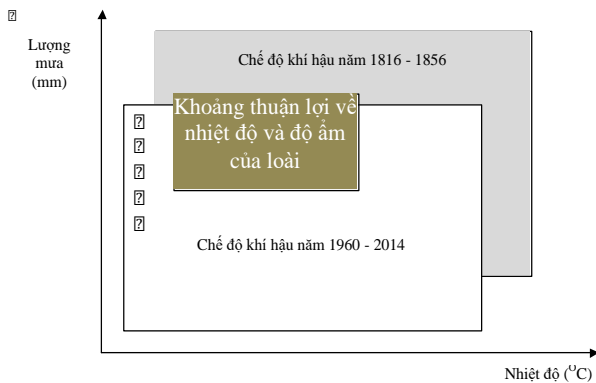 Lượng
mưa
(mm)
Chế độ khí hậu năm 1816 - 1856
Khoảng thuận lợi về
nhiệt độ và độ ẩm
của loài
Chế độ khí hậu năm 1960 - 2014
Nhiệt độ (⁰C)